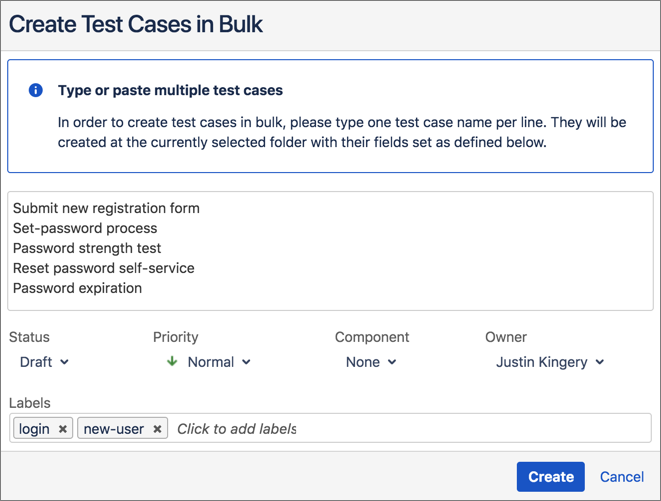 Create Test Cases in Bulk
Type or paste multiple test cases
In order to create test cases in bulk, please type one test case name per line. They will be
created at the currently selected folder with their fields set as defined below.
Submit new registration form
Set-password process
Password strength test
Reset password self-service
Password expiration
Status Priority Component Owner
Draft Normal None Justin Kingery
Labels
login new-user Click to add labels
Create Cancel